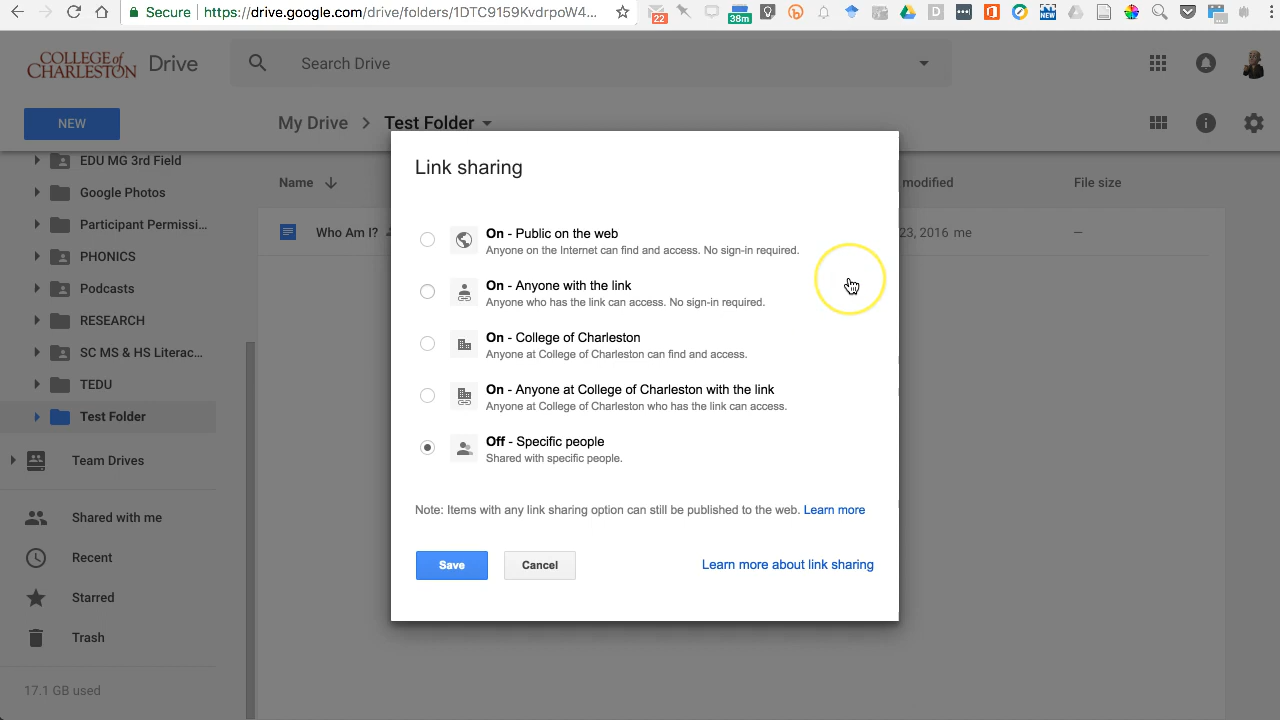 Secure https://drive.google.com/drive/folders/1DTC9159KvdrpoW4...
22
38m
D
NEW
COLLEGE of
CHARLESTON
Drive
Search Drive
NEW
My Drive > Test Folder
EDU MG 3rd Field
Google Photos
Participant Permissi...
PHONICS
Podcasts
RESEARCH
SC MS & HS Literac...
TEDU
Test Folder
Team Drives
Shared with me
Recent
Starred
Trash
17.1 GB used
Name
modified
File size
Who Am I?
23, 2016 me
—
Link sharing
On - Public on the web
Anyone on the Internet can find and access. No sign-in required.
On - Anyone with the link
Anyone who has the link can access. No sign-in required.
On - College of Charleston
Anyone at College of Charleston can find and access.
On - Anyone at College of Charleston with the link
Anyone at College of Charleston who has the link can access.
Off - Specific people
Shared with specific people.
Note: Items with any link sharing option can still be published to the web. Learn more
Save
Cancel
Learn more about link sharing